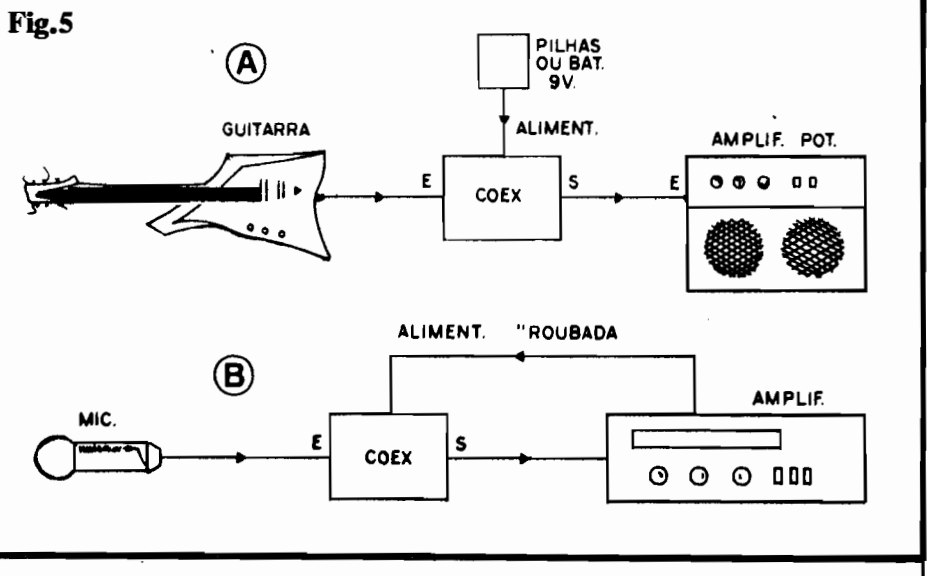 Fig.5
A
PILHAS
OU BAT.
9V.
GUITARRA
ALIMENT.
AMPLIF. POT.
E
COEX
S
E
ALIMENT. "ROUBADA
B
MIC.
AMPLIF.
E
COEX
S